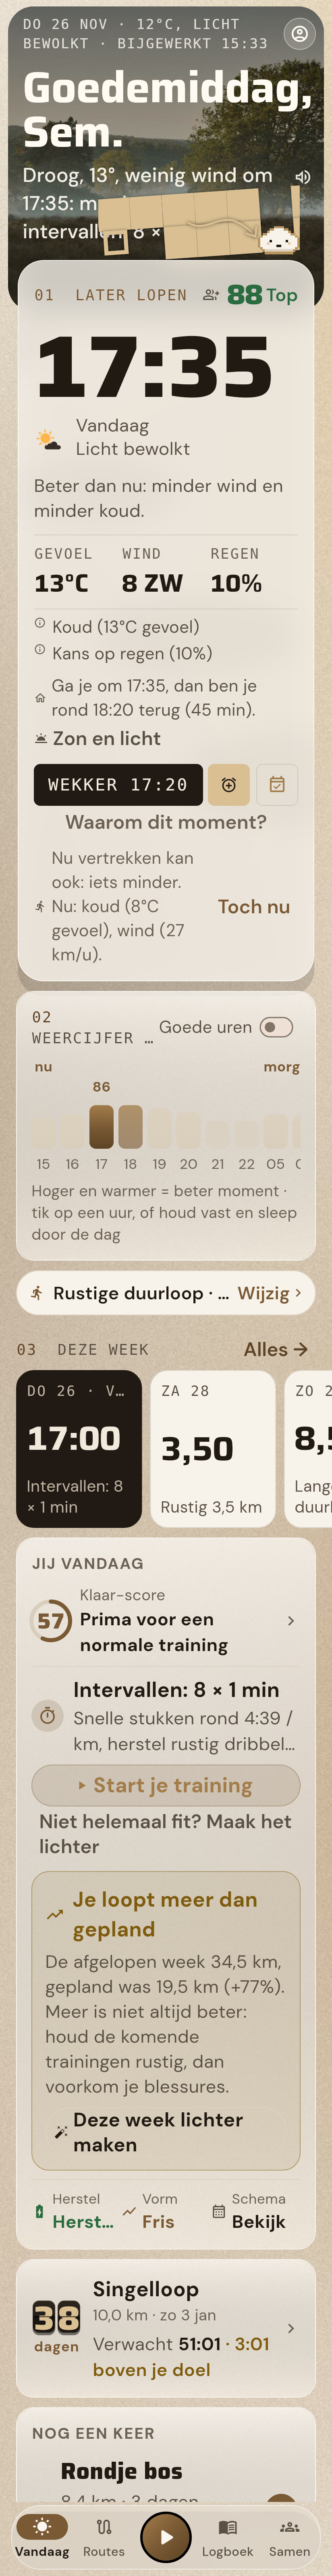 DO 26 NOV · 12°C, LICHT
BEWOLKT · BIJGEWERKT 15:33
Goedemiddag,
Sem.
Droog, 13°, weinig wind om
17:35:
8 ×
01 LATER LOPEN 88 Top
17:35
Vandaag
Licht bewolkt
Beter dan nu: minder wind en
minder koud.
GEVOEL WIND REGEN
13°C 8 ZW 10%
Koud (13°C gevoel)
Kans op regen (10%)
Ga je om 17:35, dan ben je
rond 18:20 terug (45 min).
Zon en licht
WEKKER 17:20
Waarom dit moment?
Nu vertrekken kan
ook: iets minder.
Nu: koud (8°C
gevoel), wind (27
km/u).
Toch nu
02
WEERCIJFER …
Goede uren
nu morg
86
15 16 17 18 19 20 21 22 05
Hoger en warmer = beter moment ·
tik op een uur, of houd vast en sleep
door de dag
Rustige duurloop · … Wijzig
03 DEZE WEEK Alles →
DO 26 · V…
17:00
Intervallen: 8
× 1 min
ZA 28
3,50
Rustig 3,5 km
ZO 2
8,
Lang
duurl
JIJ VANDAAG
57
Klaar-score
Prima voor een
normale training
Intervallen: 8 × 1 min
Snelle stukken rond 4:39 /
km, herstel rustig dribbel…
Start je training
Niet helemaal fit? Maak het
lichter
Je loopt meer dan
gepland
De afgelopen week 34,5 km,
gepland was 19,5 km (+77%).
Meer is niet altijd beter:
houd de komende
trainingen rustig, dan
voorkom je blessures.
Deze week lichter
maken
Herstel Vorm Schema
Herst… Fris Bekijk
38
dagen
Singelloop
10,0 km · zo 3 jan
Verwacht 51:01 · 3:01
boven je doel
NOG EEN KEER
Rondje bos
8,4 km · 3 dagen
Vandaag Routes Logboek Samen